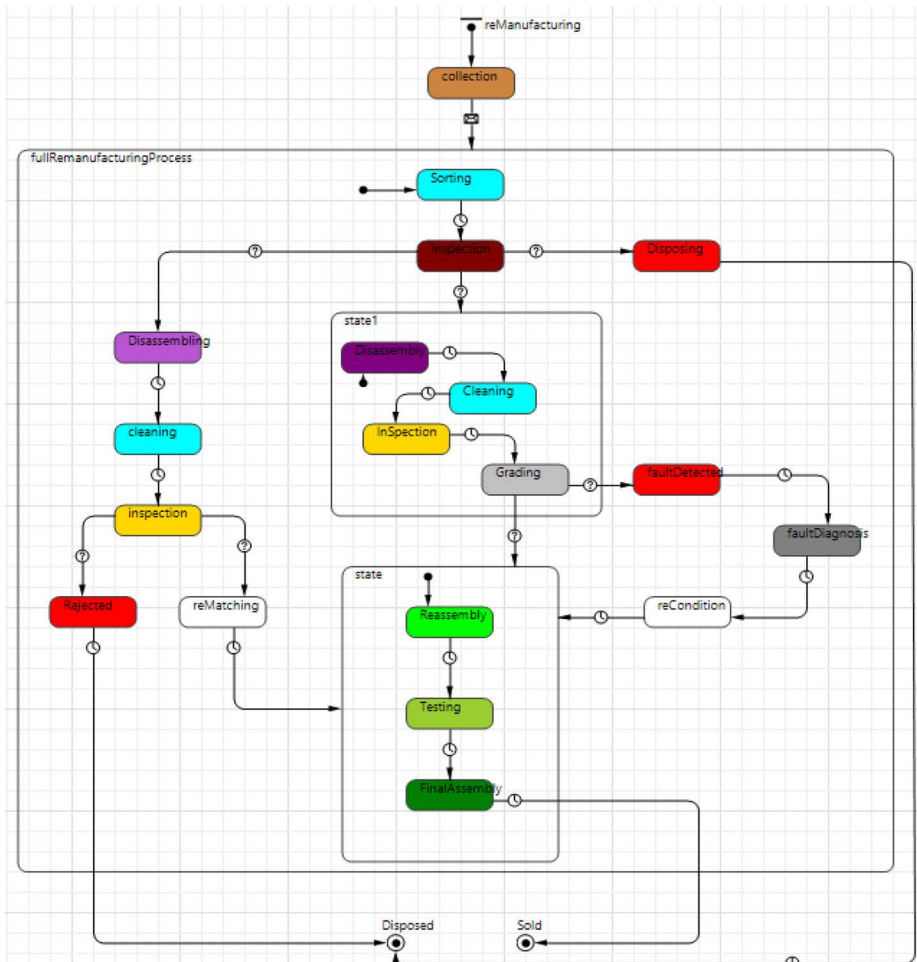 reManufacturing
collection
fullRemanufacturingProcess
Sorting
Inspection
Disposing
state1
Disassembling
Disassembly
Cleaning
cleaning
InSpection
Grading
faultDetected
inspection
faultDiagnosis
state
Rejected
reMatching
Reassembly
reCondition
Testing
FinalAssembly
Disposed
Sold